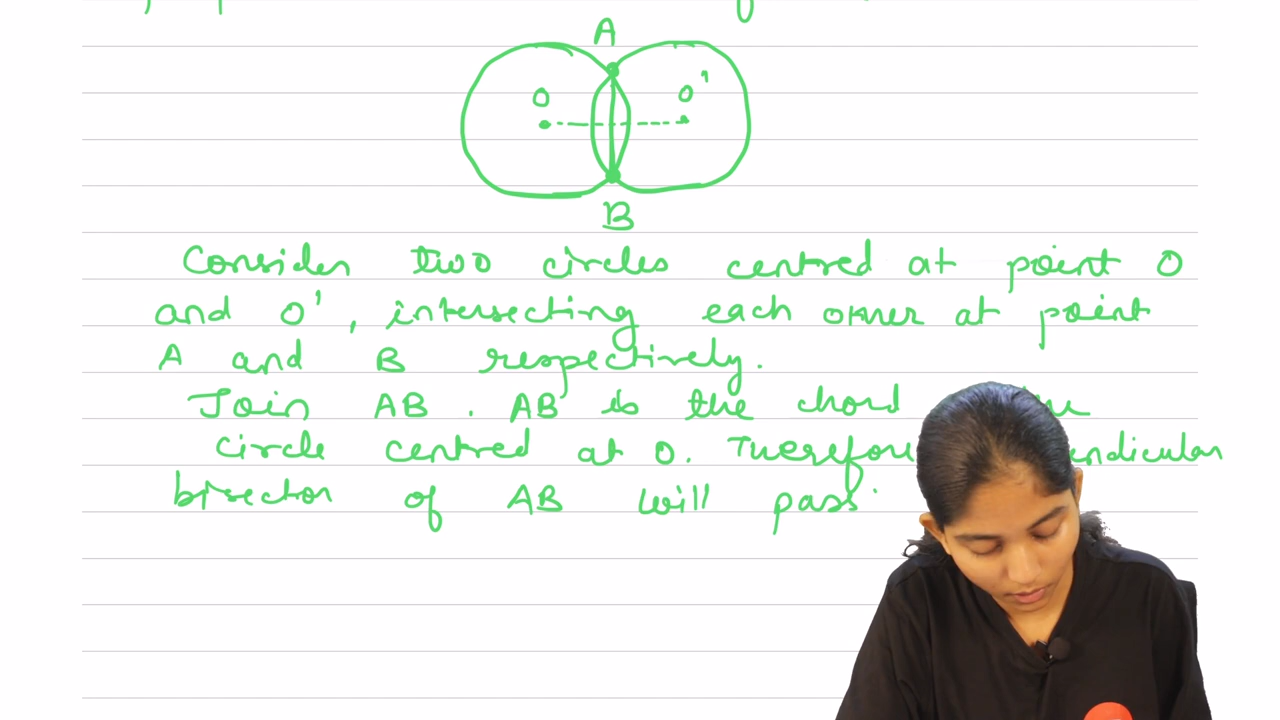 A
O
O'
B
Consider two circles centred at point O
and O', intersecting each other at point
A and B respectively.
Join AB. AB is the chord
circle centred at O. Therefore endicular
bisector of AB will pass